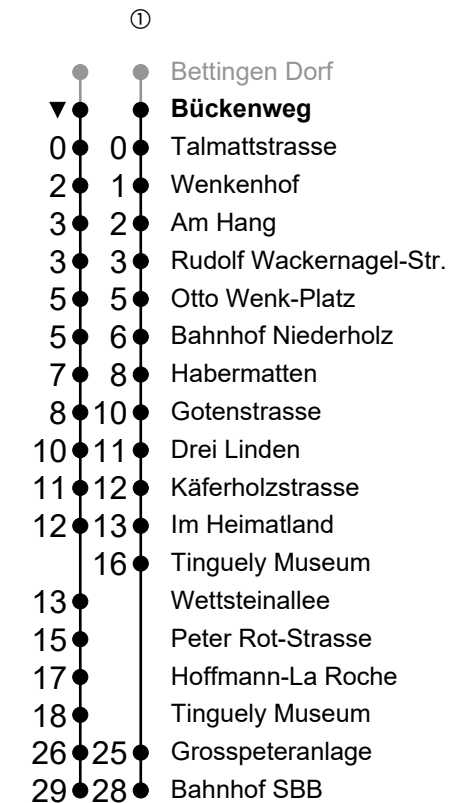 ①
Bettingen Dorf
▼ Bückenweg
0 0 Talmattstrasse
2 1 Wenkenhof
3 2 Am Hang
3 3 Rudolf Wackernagel-Str.
5 5 Otto Wenk-Platz
5 6 Bahnhof Niederholz
7 8 Habermatten
8 10 Gotenstrasse
10 11 Drei Linden
11 12 Käferholzstrasse
12 13 Im Heimatland
16 Tinguely Museum
13 Wettsteinallee
15 Peter Rot-Strasse
17 Hoffmann-La Roche
18 Tinguely Museum
26 25 Grosspeteranlage
29 28 Bahnhof SBB